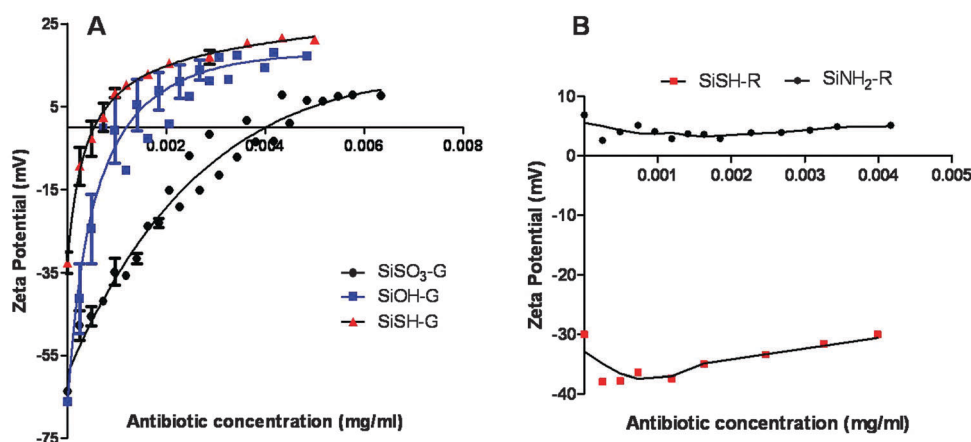 A
Zeta Potential (mV)
25
5
-15
-35
-55
-75
0.002
0.004
0.006
0.008
SiSO3-G
SiOH-G
SiSH-G
Antibiotic concentration (mg/ml)
B
SiSH-R
SiNH2-R
Zeta Potential (mV)
10
0
-10
-20
-30
-40
0.001
0.002
0.003
0.004
0.005
Antibiotic concentration (mg/ml)